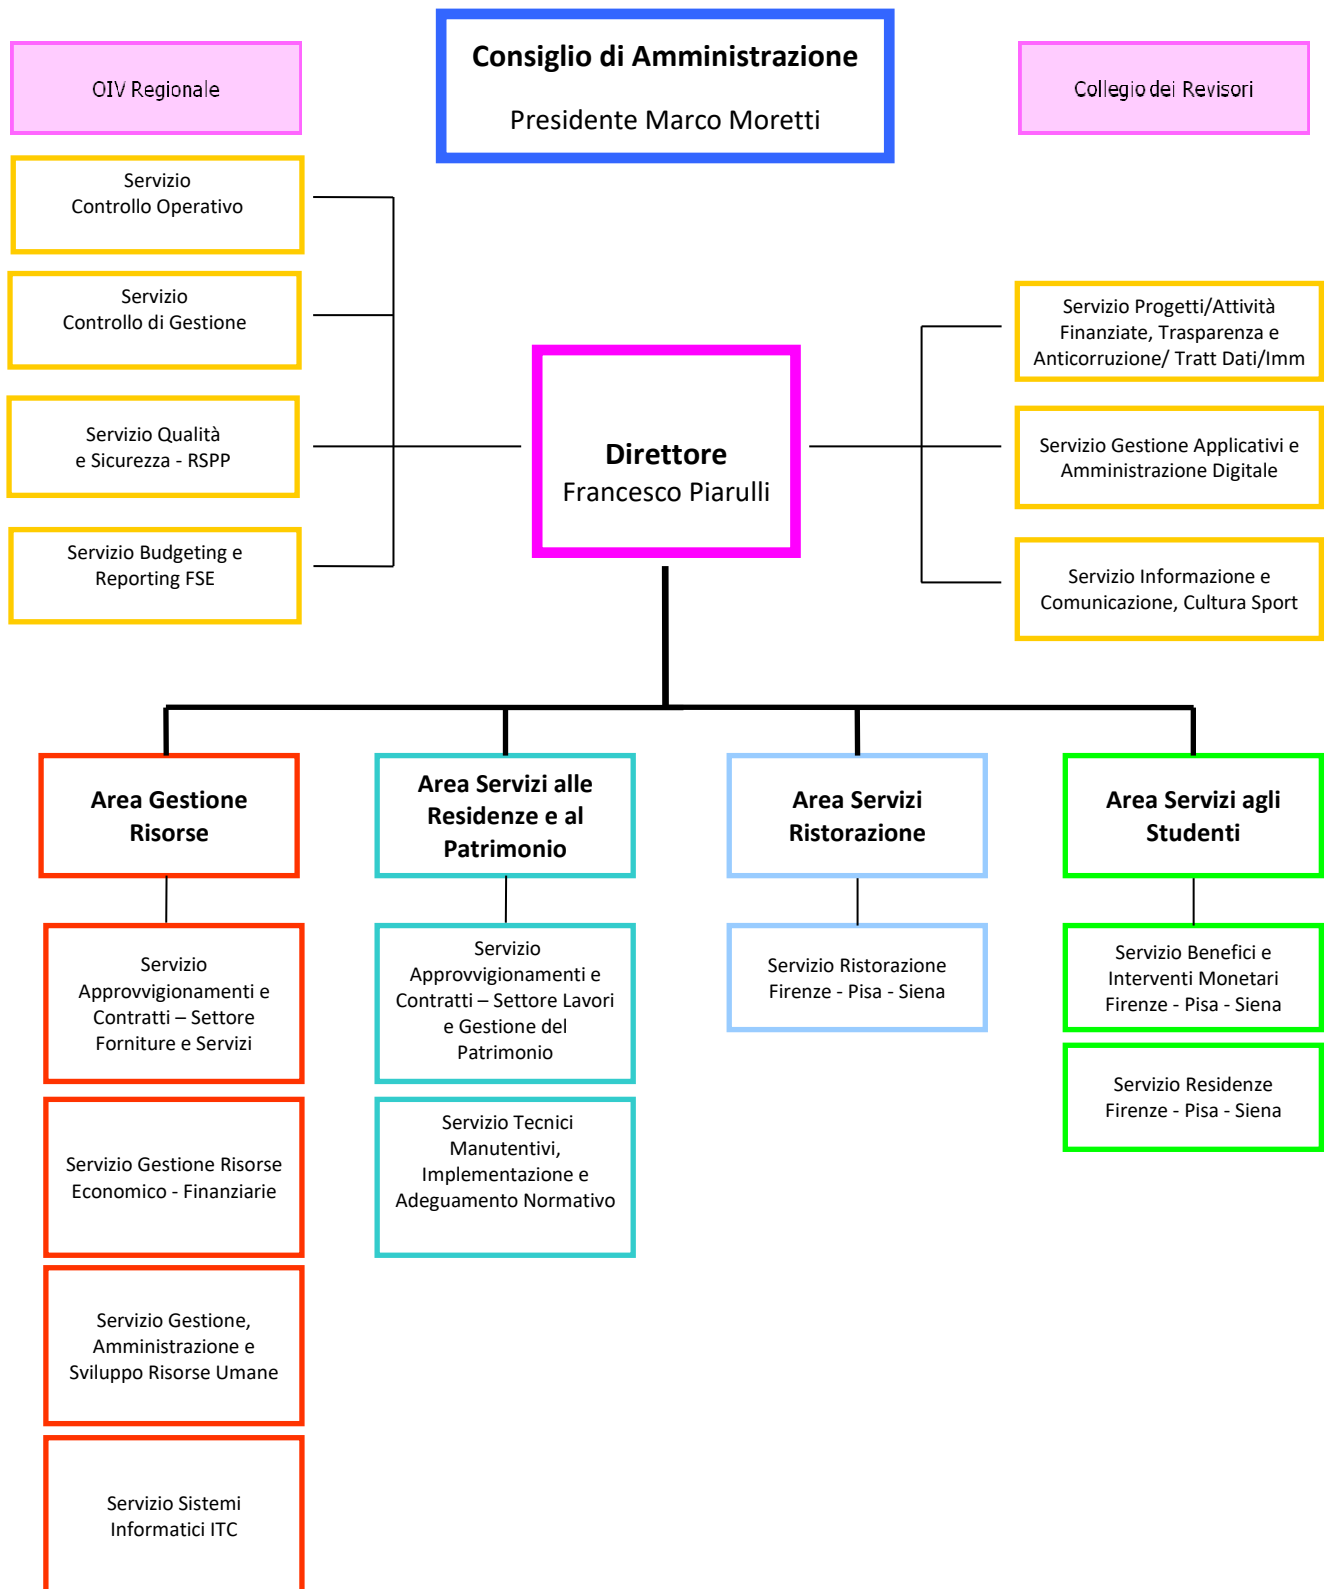 Consiglio di Amministrazione
Presidente Marco Moretti
OIV Regionale
Collegio dei Revisori
Servizio
Controllo Operativo
Servizio
Controllo di Gestione
Servizio Qualità
e Sicurezza - RSPP
Servizio Budgeting e
Reporting FSE
Direttore
Francesco Piarulli
Servizio Progetti/Attività
Finanziate, Trasparenza e
Anticorruzione/ Tratt Dati/Imm
Servizio Gestione Applicativi e
Amministrazione Digitale
Servizio Informazione e
Comunicazione, Cultura Sport
Area Gestione
Risorse
Servizio
Approvvigionamenti e
Contratti – Settore
Forniture e Servizi
Servizio Gestione Risorse
Economico - Finanziarie
Servizio Gestione,
Amministrazione e
Sviluppo Risorse Umane
Servizio Sistemi
Informatici ITC
Area Servizi alle
Residenze e al
Patrimonio
Servizio
Approvvigionamenti e
Contratti – Settore Lavori
e Gestione del
Patrimonio
Servizio Tecnici
Manutentivi,
Implementazione e
Adeguamento Normativo
Area Servizi
Ristorazione
Servizio Ristorazione
Firenze - Pisa - Siena
Area Servizi agli
Studenti
Servizio Benefici e
Interventi Monetari
Firenze - Pisa - Siena
Servizio Residenze
Firenze - Pisa - Siena